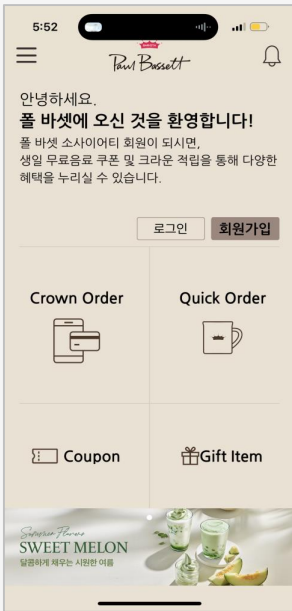 5:52
Paul Bassett
안녕하세요.
폴 바셋에 오신 것을 환영합니다!
폴 바셋 소사이어티 회원이 되시면,
생일 무료음료 쿠폰 및 크라운 적립을 통해 다양한
혜택을 누리실 수 있습니다.
로그인 회원가입
Crown Order Quick Order
Coupon Gift Item
Summer Flavor
SWEET MELON
달콤하게 채우는 시원한 여름